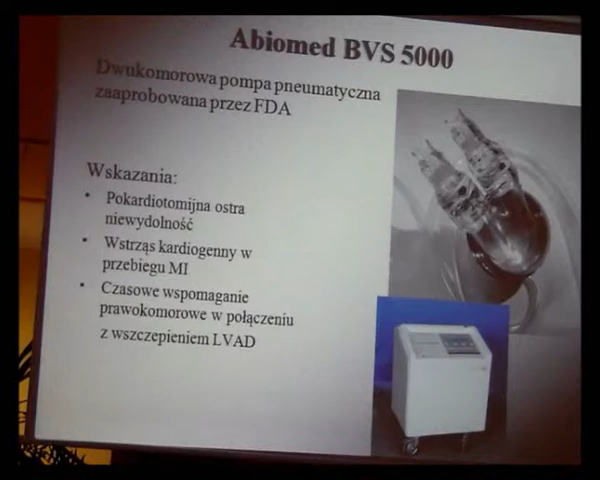 Abiomed BVS 5000
Dwukomorowa pompa pneumatyczna
zaaprobowana przez FDA
Wskazania:
• Pokardiotomijna ostra
niewydolność
• Wstrząs kardiogenny w
przebiegu MI
• Czasowe wspomaganie
prawokomorowe w połączeniu
z wszczepieniem LVAD